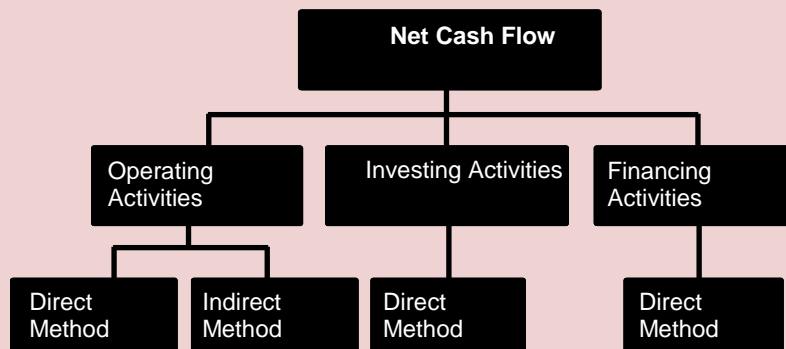 Net Cash Flow
Operating
Activities
Investing Activities
Financing
Activities
Direct
Method
Indirect
Method
Direct
Method
Direct
Method